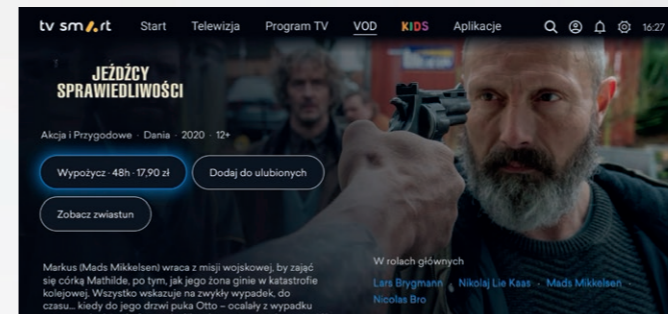 tv smart Start Telewizja Program TV VOD KIDS Aplikacje 16:27
JEŹDŹCY
SPRAWIEDLIWOŚCI
Akcja i Przygodowe · Dania · 2020 · 12+
Wypożycz · 48h · 17,90 zł Dodaj do ulubionych
Zobacz zwiastun
Markus (Mads Mikkelsen) wraca z misji wojskowej, by zająć
się córką Mathilde, po tym, jak jego żona ginie w katastrofie
kolejowej. Wszystko wskazuje na zwykły wypadek, do
czasu... kiedy do jego drzwi puka Otto – ocalały z wypadku
W rolach głównych
Lars Brygmann · Nikolaj Lie Kaas · Mads Mikkelsen ·
Nicolas Bro